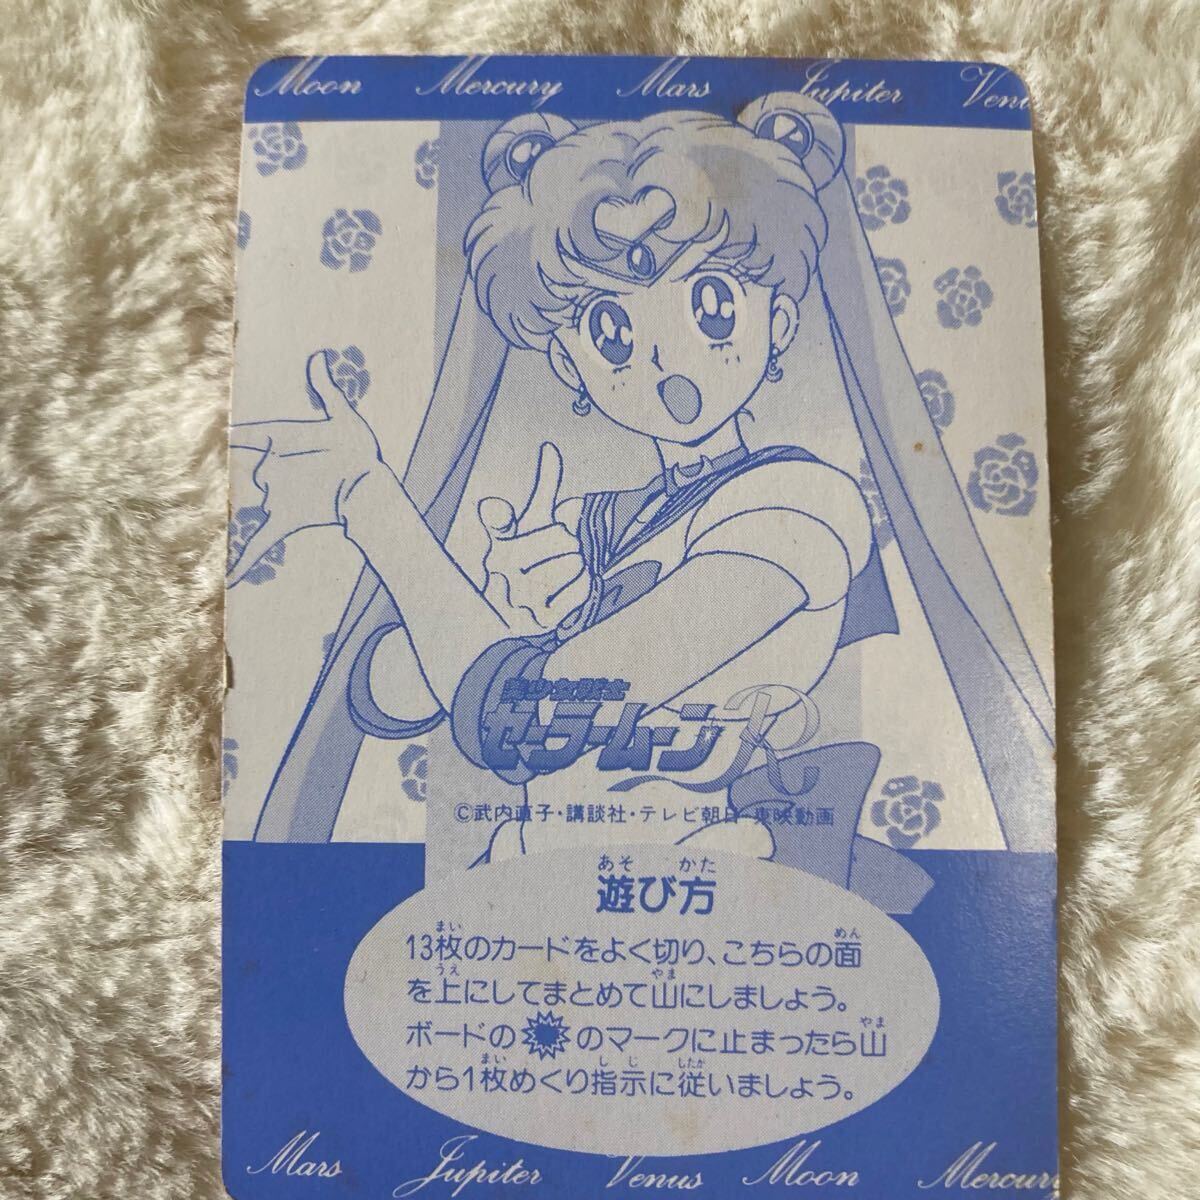 Moon Mercury Mars Jupiter Venu
美少女戦士
セーラームーンR
©武内直子・講談社・テレビ朝日・東映動画
あそ かた
遊び方
まい めん
13枚のカードをよく切り、こちらの面
うえ やま
を上にしてまとめて山にしましょう。
やま
ボードの のマークに止まったら山
まい しじ したが
から1枚めくり指示に従いましょう。
Mars Jupiter Venus Moon Mercury